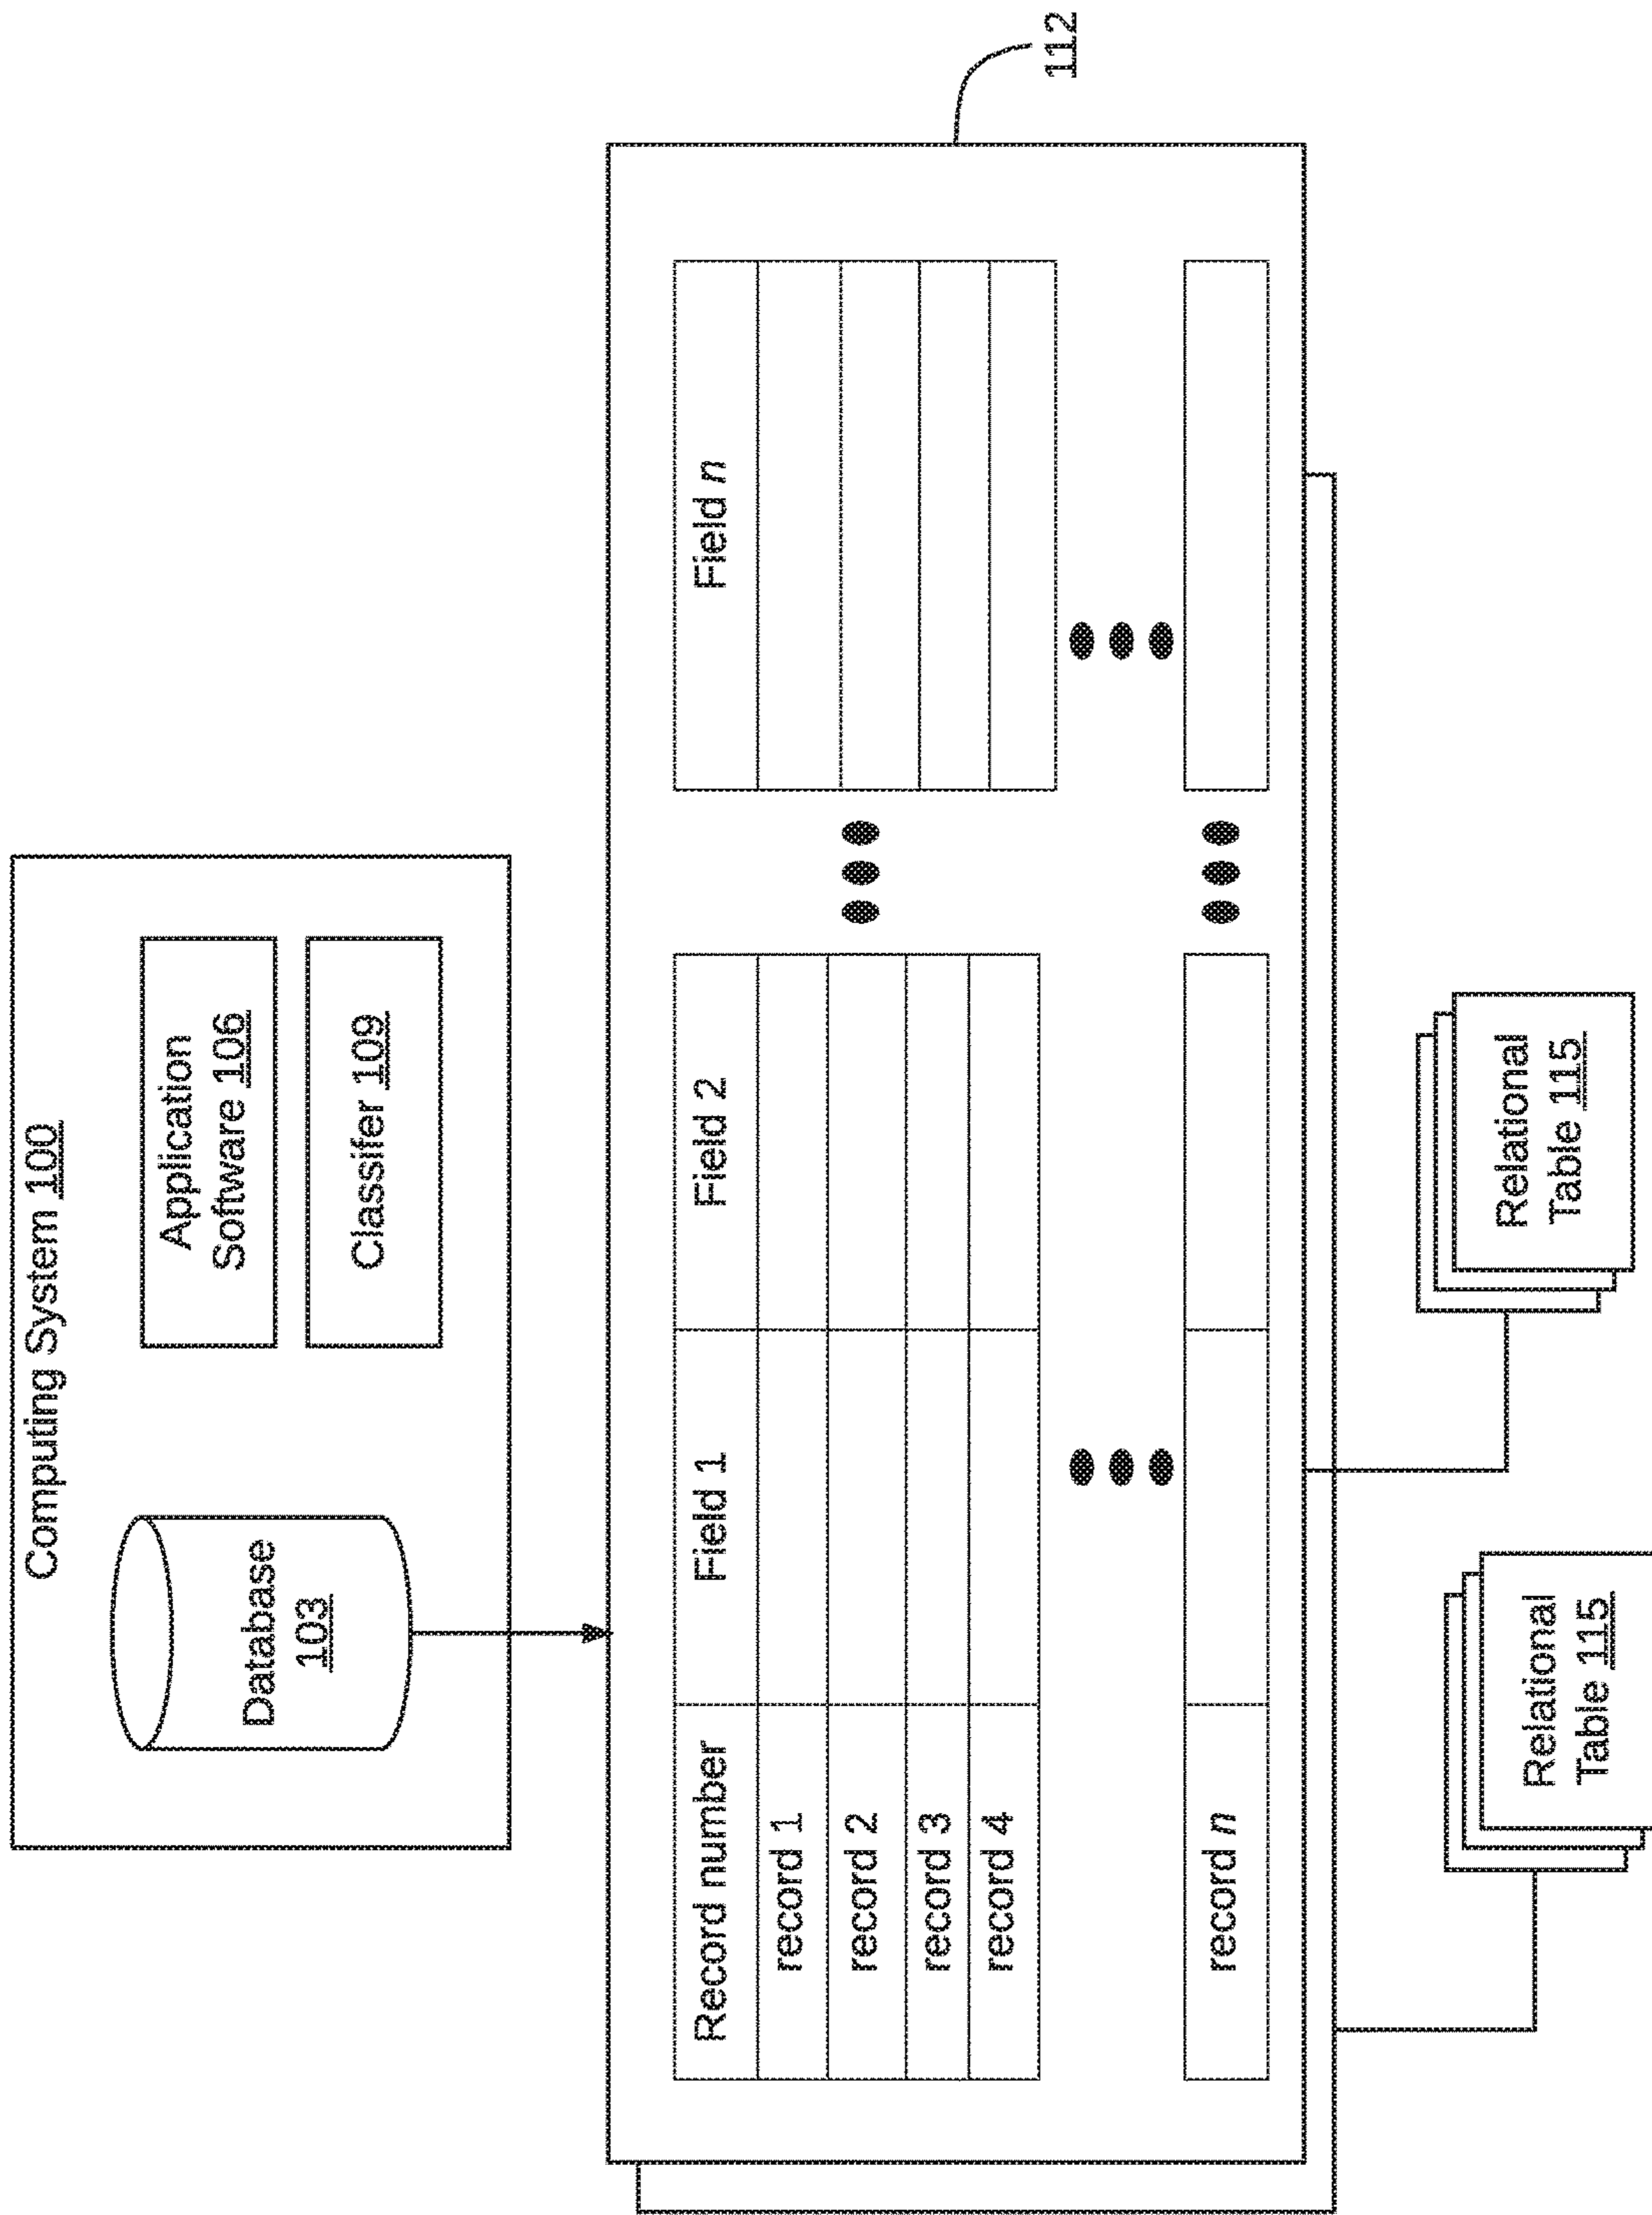 Computing System 100
Database
103
Application
Software 106
Classifer 109
112
Record number
Field 1
Field 2
Field n
record 1
record 2
record 3
record 4
record n
Relational
Table 115
Relational
Table 115